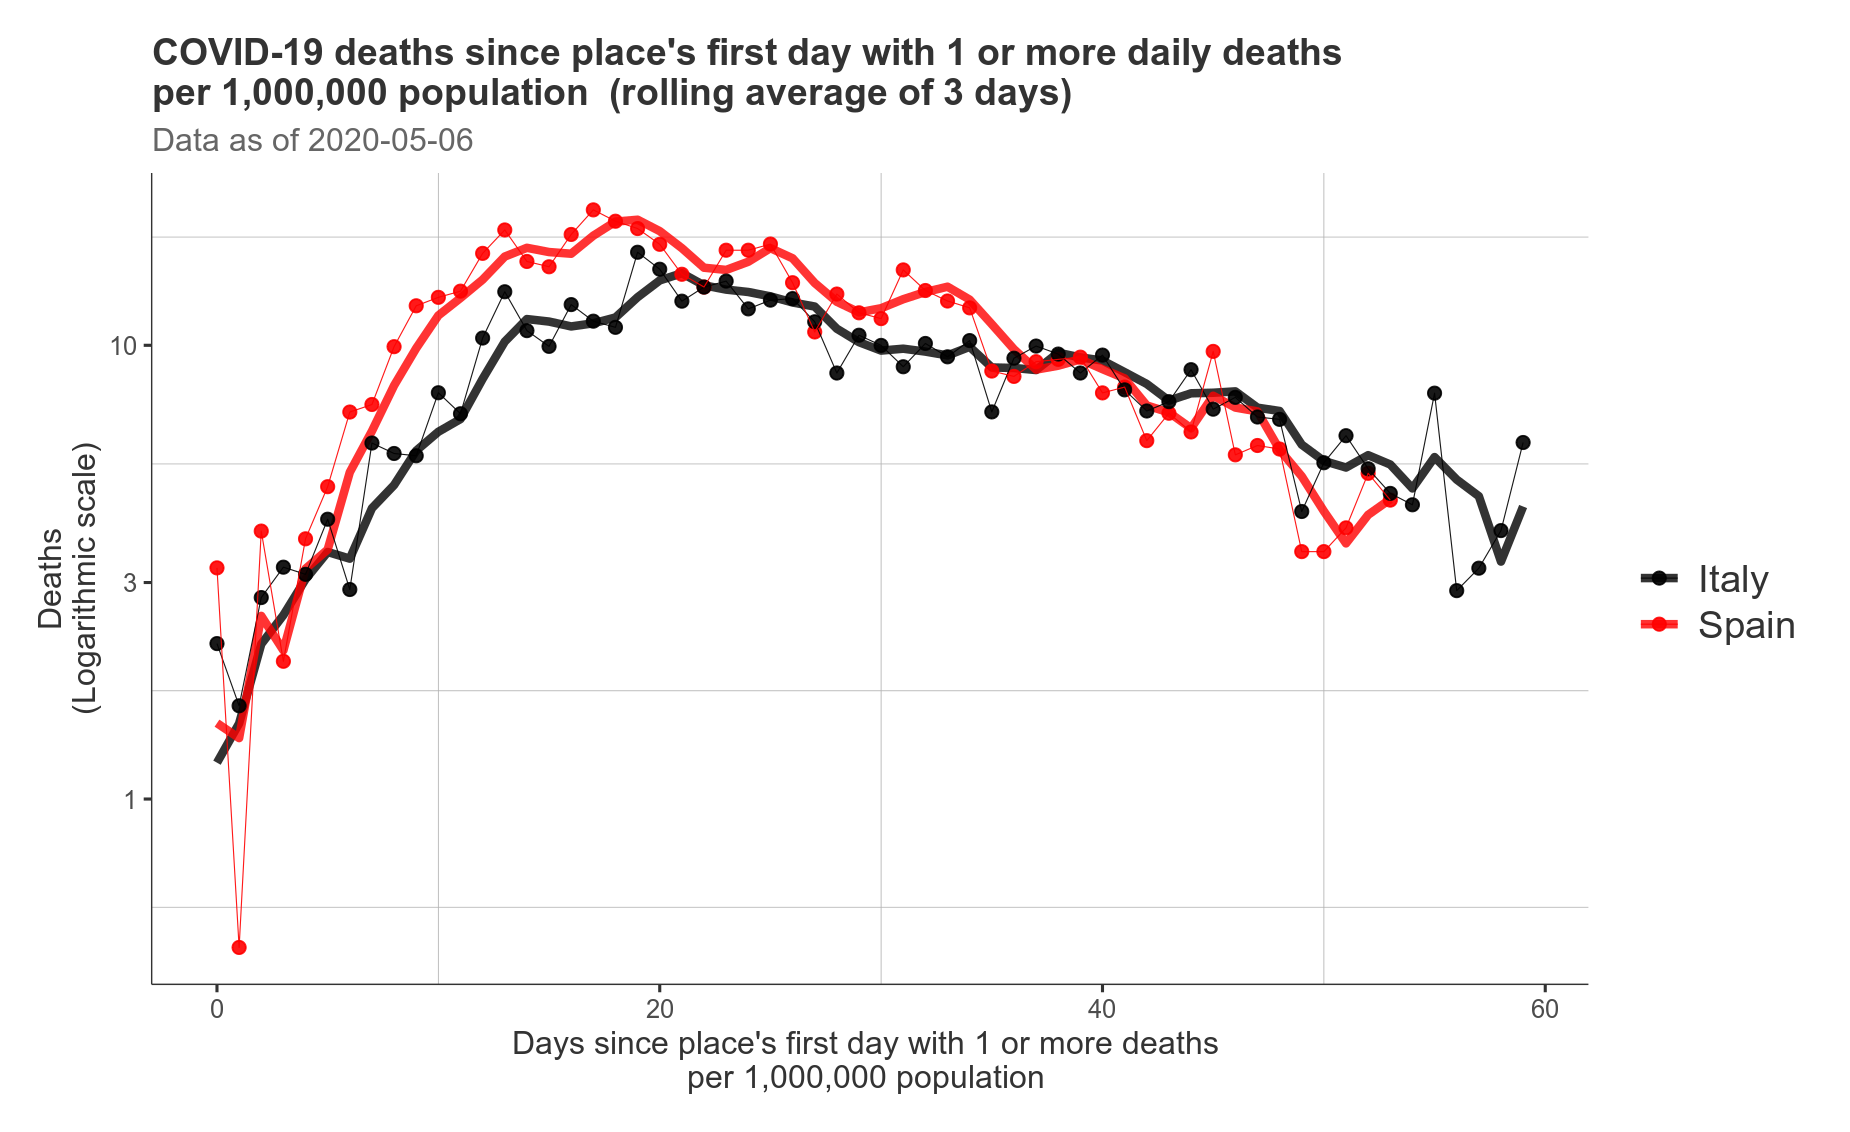 COVID-19 deaths since place's first day with 1 or more daily deaths
per 1,000,000 population  (rolling average of 3 days)
Data as of 2020-05-06
Deaths
(Logarithmic scale)
10
3
1
0
20
40
60
Days since place's first day with 1 or more deaths
per 1,000,000 population
Italy
Spain